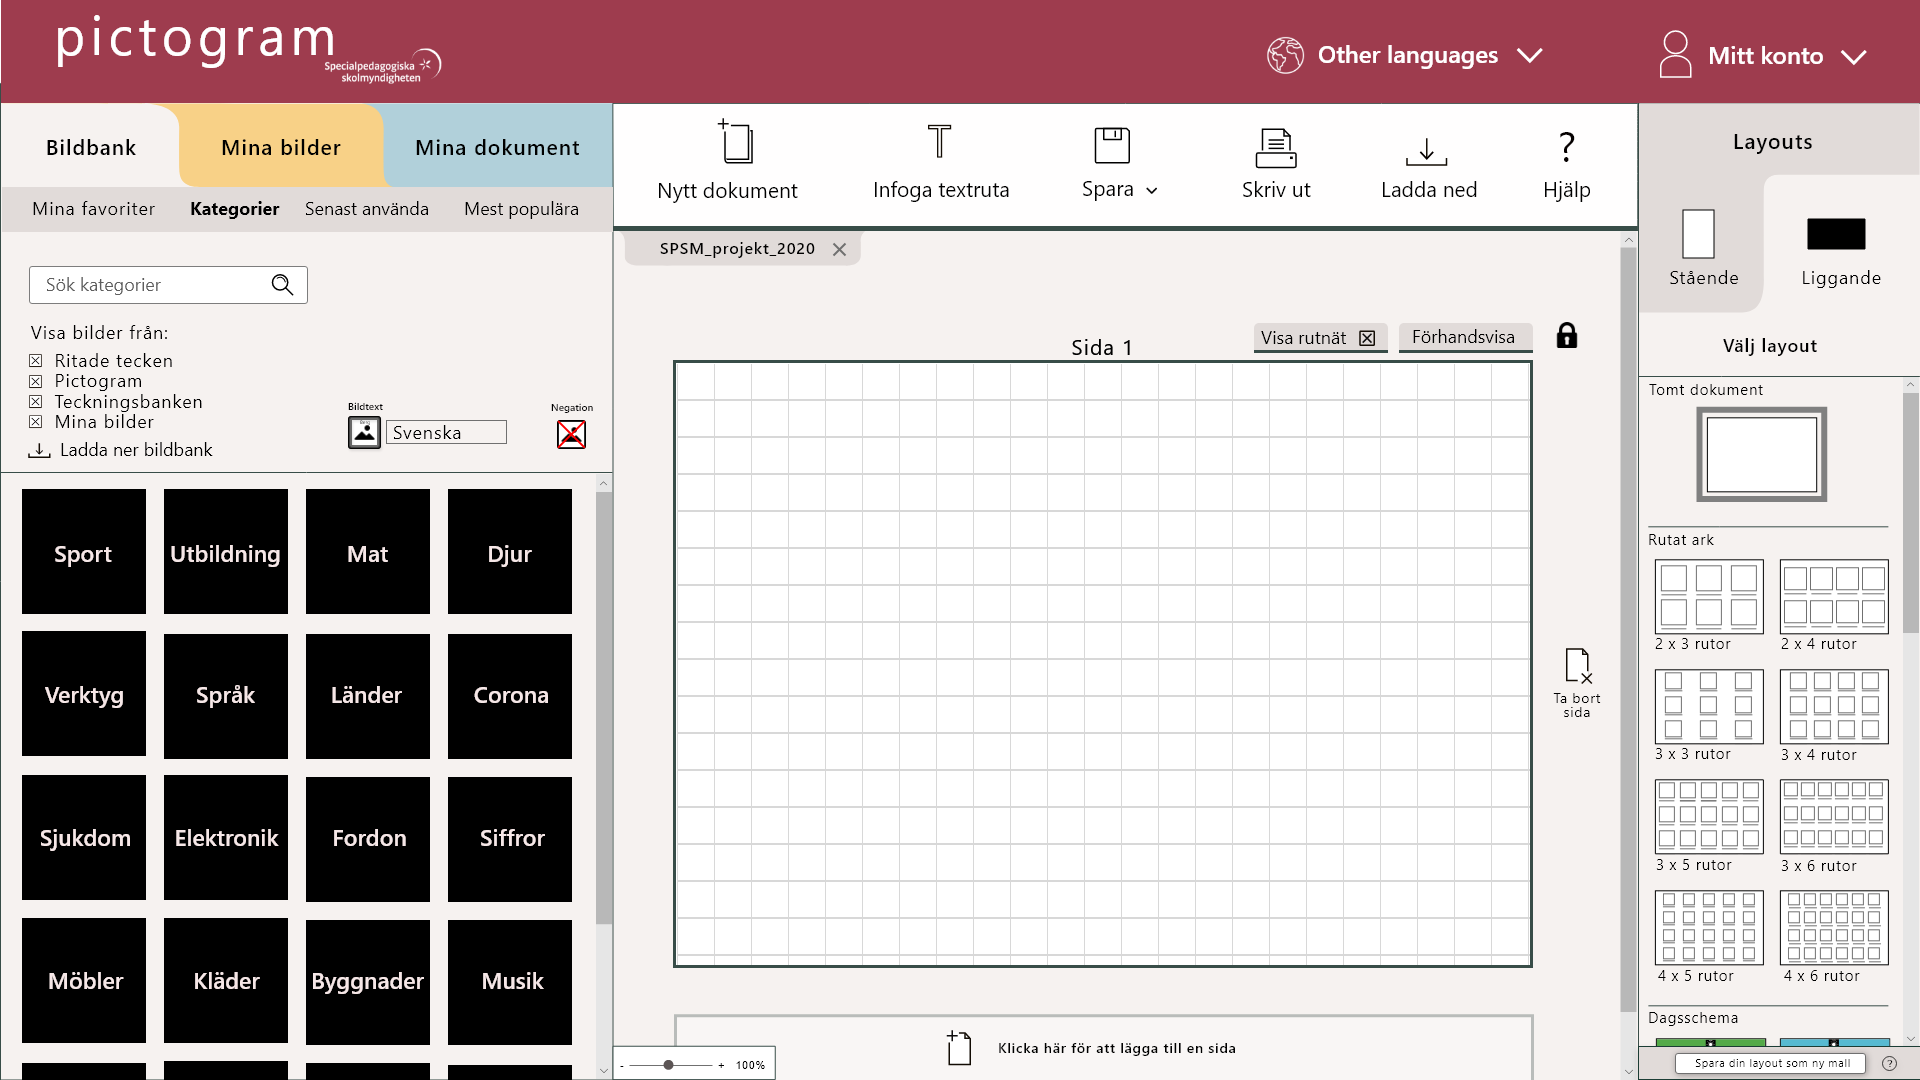 pictogram
Specialpedagogiska
skolmyndigheten
Other languages
Mitt konto
Bildbank
Mina bilder
Mina dokument
Mina favoriter
Kategorier
Senast använda
Mest populära
Sök kategorier
Visa bilder från:
Ritade tecken
Pictogram
Teckningsbanken
Mina bilder
Ladda ner bildbank
Bildtext
Svenska
Negation
Sport
Utbildning
Mat
Djur
Verktyg
Språk
Länder
Corona
Sjukdom
Elektronik
Fordon
Siffror
Möbler
Kläder
Byggnader
Musik
Nytt dokument
Infoga textruta
Spara
Skriv ut
Ladda ned
?
Hjälp
SPSM_projekt_2020
Sida 1
Visa rutnät
Förhandsvisa
Ta bort
sida
Klicka här för att lägga till en sida
- + 100%
Layouts
Stående
Liggande
Välj layout
Tomt dokument
Rutat ark
2 x 3 rutor
2 x 4 rutor
3 x 3 rutor
3 x 4 rutor
3 x 5 rutor
3 x 6 rutor
4 x 5 rutor
4 x 6 rutor
Dagsschema
Spara din layout som ny mall
?